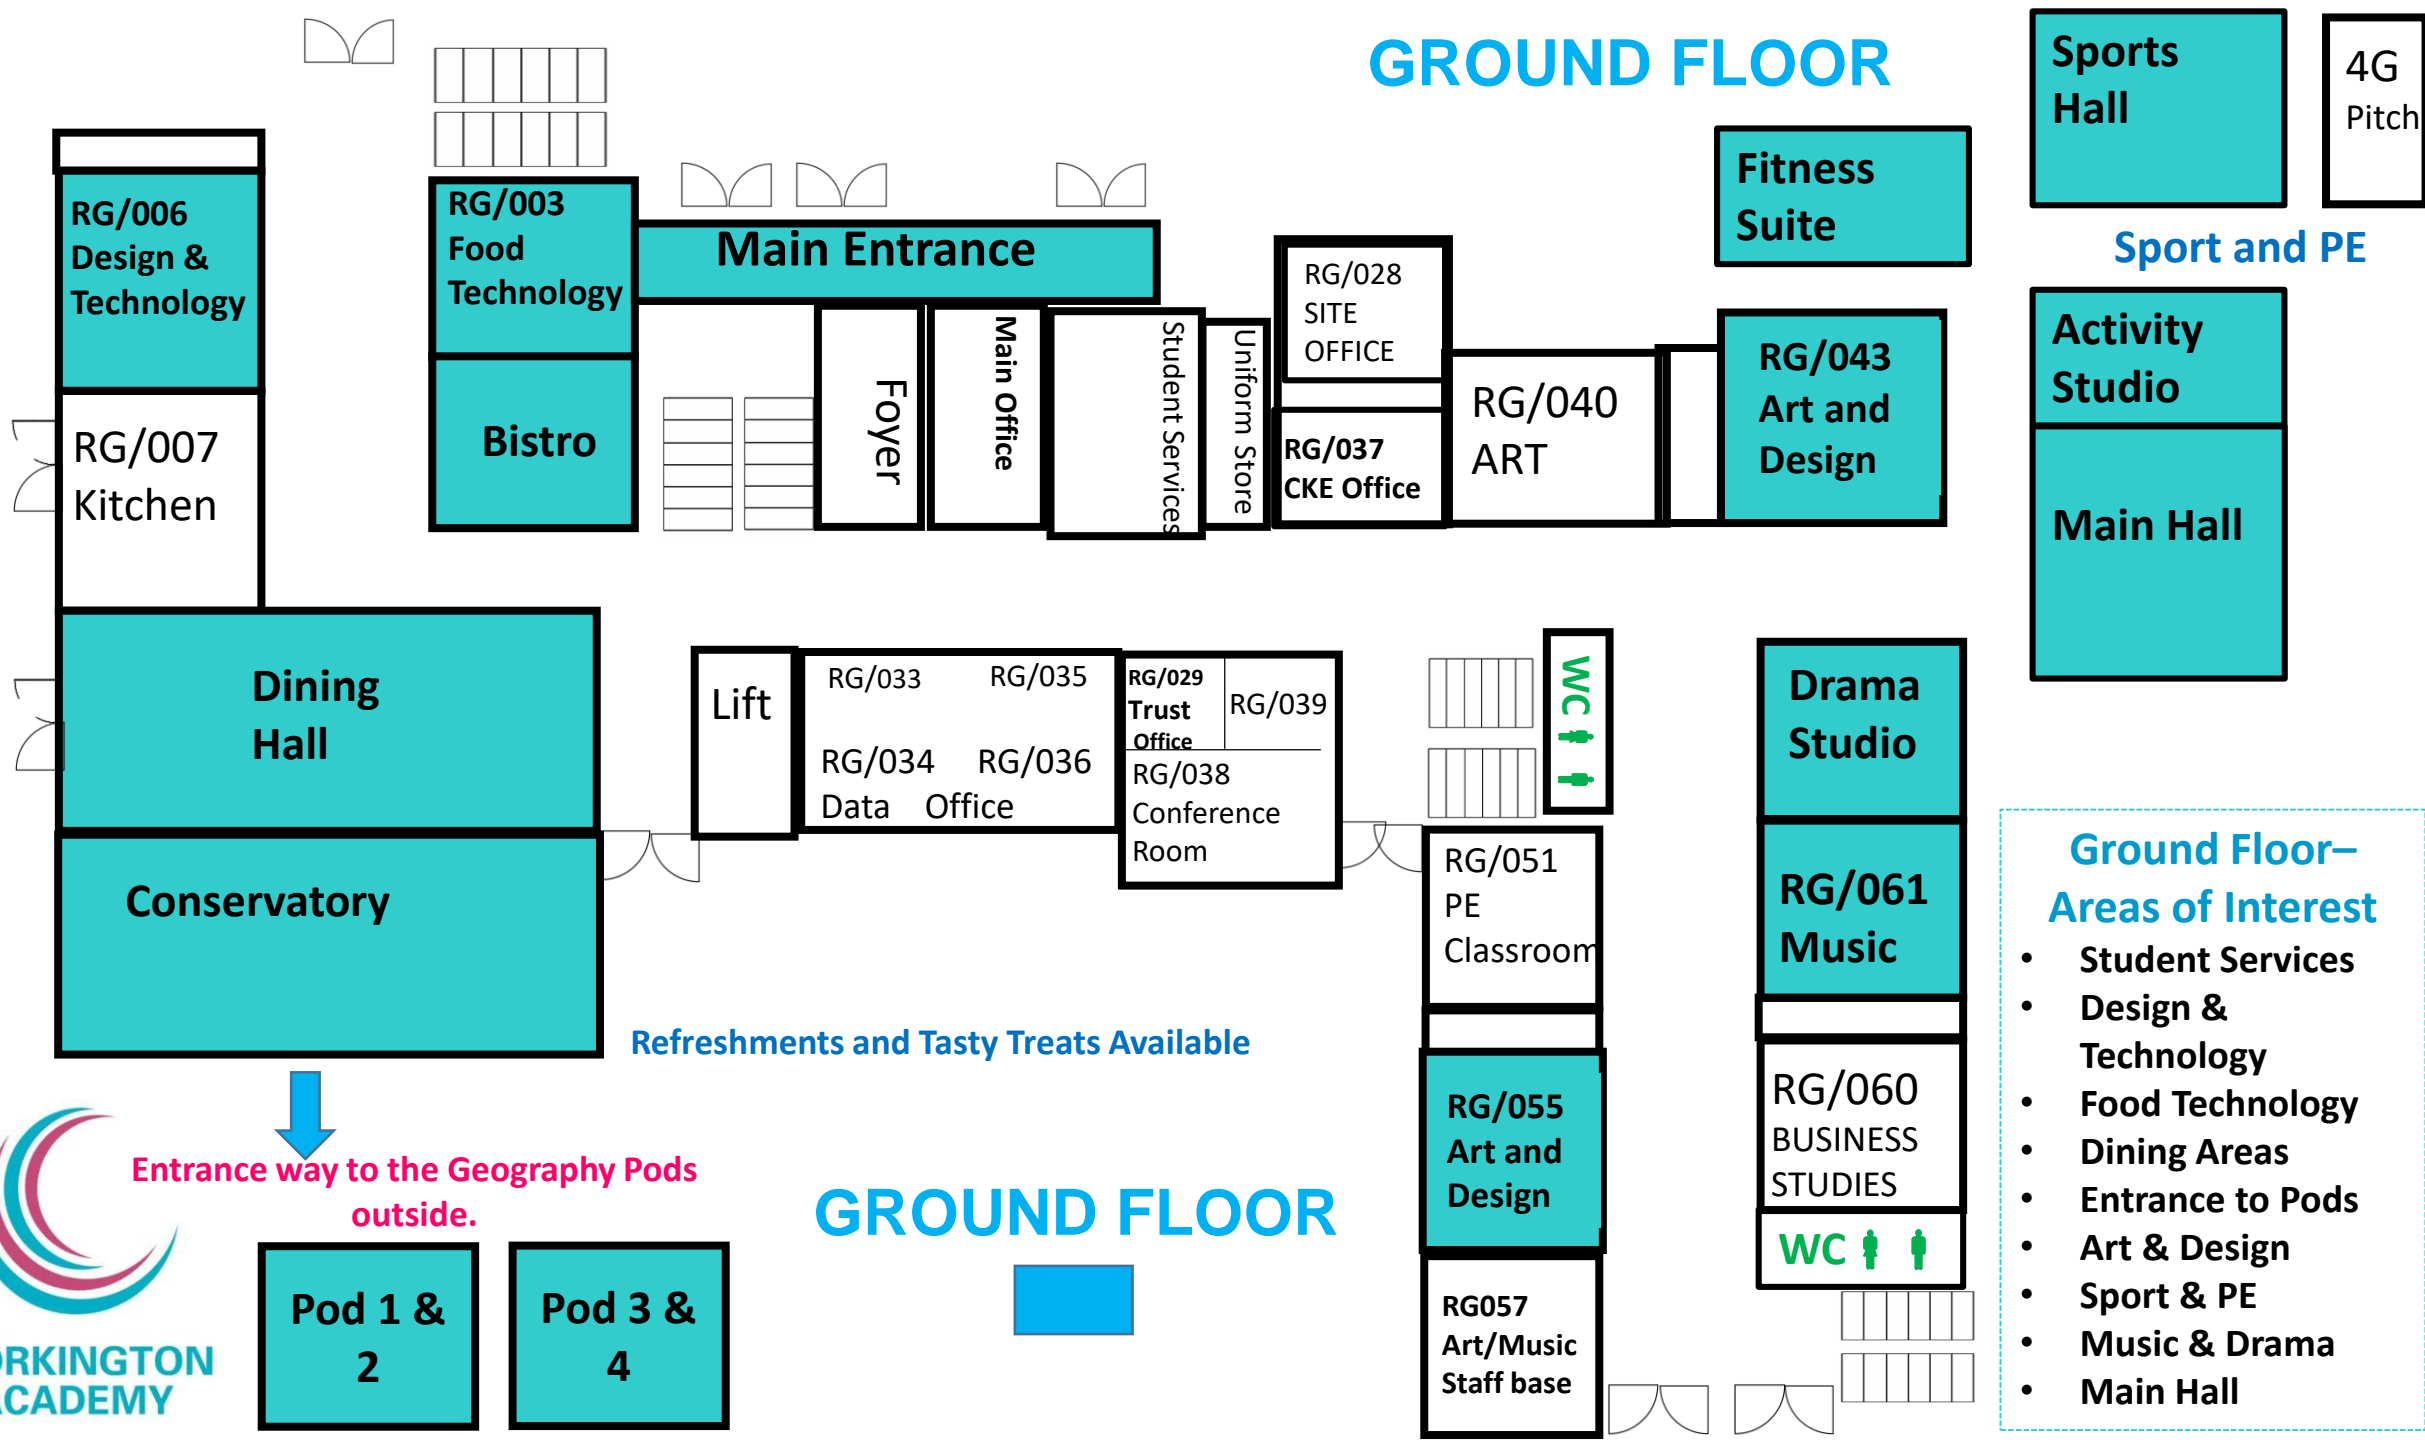 GROUND FLOOR
Sports
Hall
4G
Pitch
Fitness
Suite
Sport and PE
RG/006
Design &
Technology
RG/003
Food
Technology
Main Entrance
RG/028
SITE
OFFICE
Activity
Studio
RG/007
Kitchen
Bistro
Foyer
Main Office
Student Services
Uniform Store
RG/037
CKE Office
RG/040
ART
RG/043
Art and
Design
Main Hall
Dining
Hall
Lift
RG/033
RG/035
RG/034
RG/036
Data Office
RG/029
Trust
Office
RG/039
RG/038
Conference
Room
WC
Drama
Studio
Conservatory
RG/051
PE
Classroom
RG/061
Music
Refreshments and Tasty Treats Available
RG/055
Art and
Design
RG/060
BUSINESS
STUDIES
WC
Entrance way to the Geography Pods
outside.
GROUND FLOOR
Pod 1 &
2
Pod 3 &
4
RG057
Art/Music
Staff base
ORKINGTON
CADEMY
Ground Floor–
Areas of Interest
• Student Services
• Design &
Technology
• Food Technology
• Dining Areas
• Entrance to Pods
• Art & Design
• Sport & PE
• Music & Drama
• Main Hall